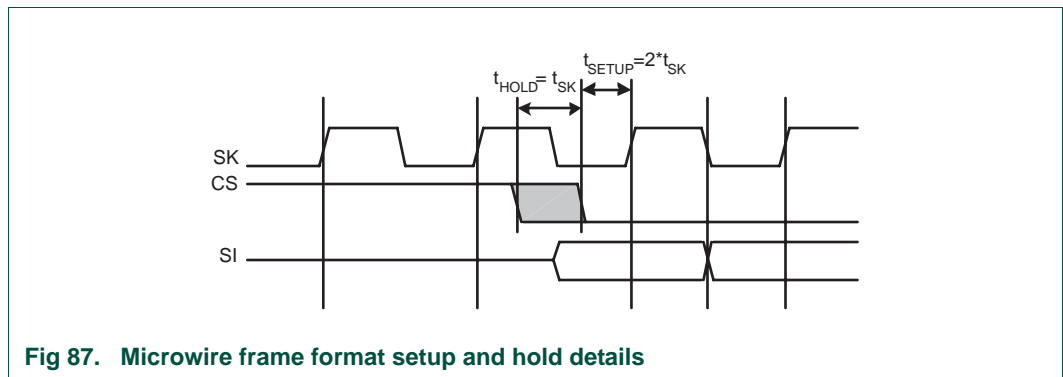 tSETUP=2*tSK
tHOLD= tSK
SK
CS
SI
Fig 87. Microwire frame format setup and hold details